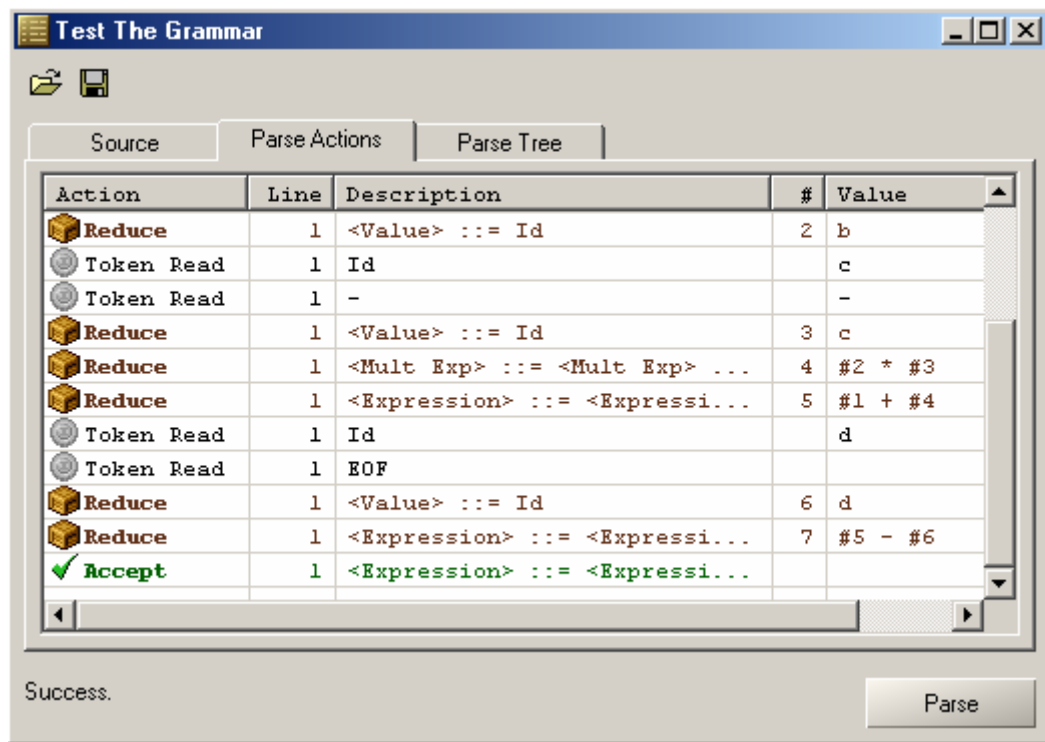 Test The Grammar
Source Parse Actions Parse Tree
Action Line Description # Value
Reduce 1 <Value> ::= Id 2 b
Token Read 1 Id c
Token Read 1 - -
Reduce 1 <Value> ::= Id 3 c
Reduce 1 <Mult Exp> ::= <Mult Exp> ... 4 #2 * #3
Reduce 1 <Expression> ::= <Expressi... 5 #1 + #4
Token Read 1 Id d
Token Read 1 EOF
Reduce 1 <Value> ::= Id 6 d
Reduce 1 <Expression> ::= <Expressi... 7 #5 - #6
Accept 1 <Expression> ::= <Expressi...
Success. Parse